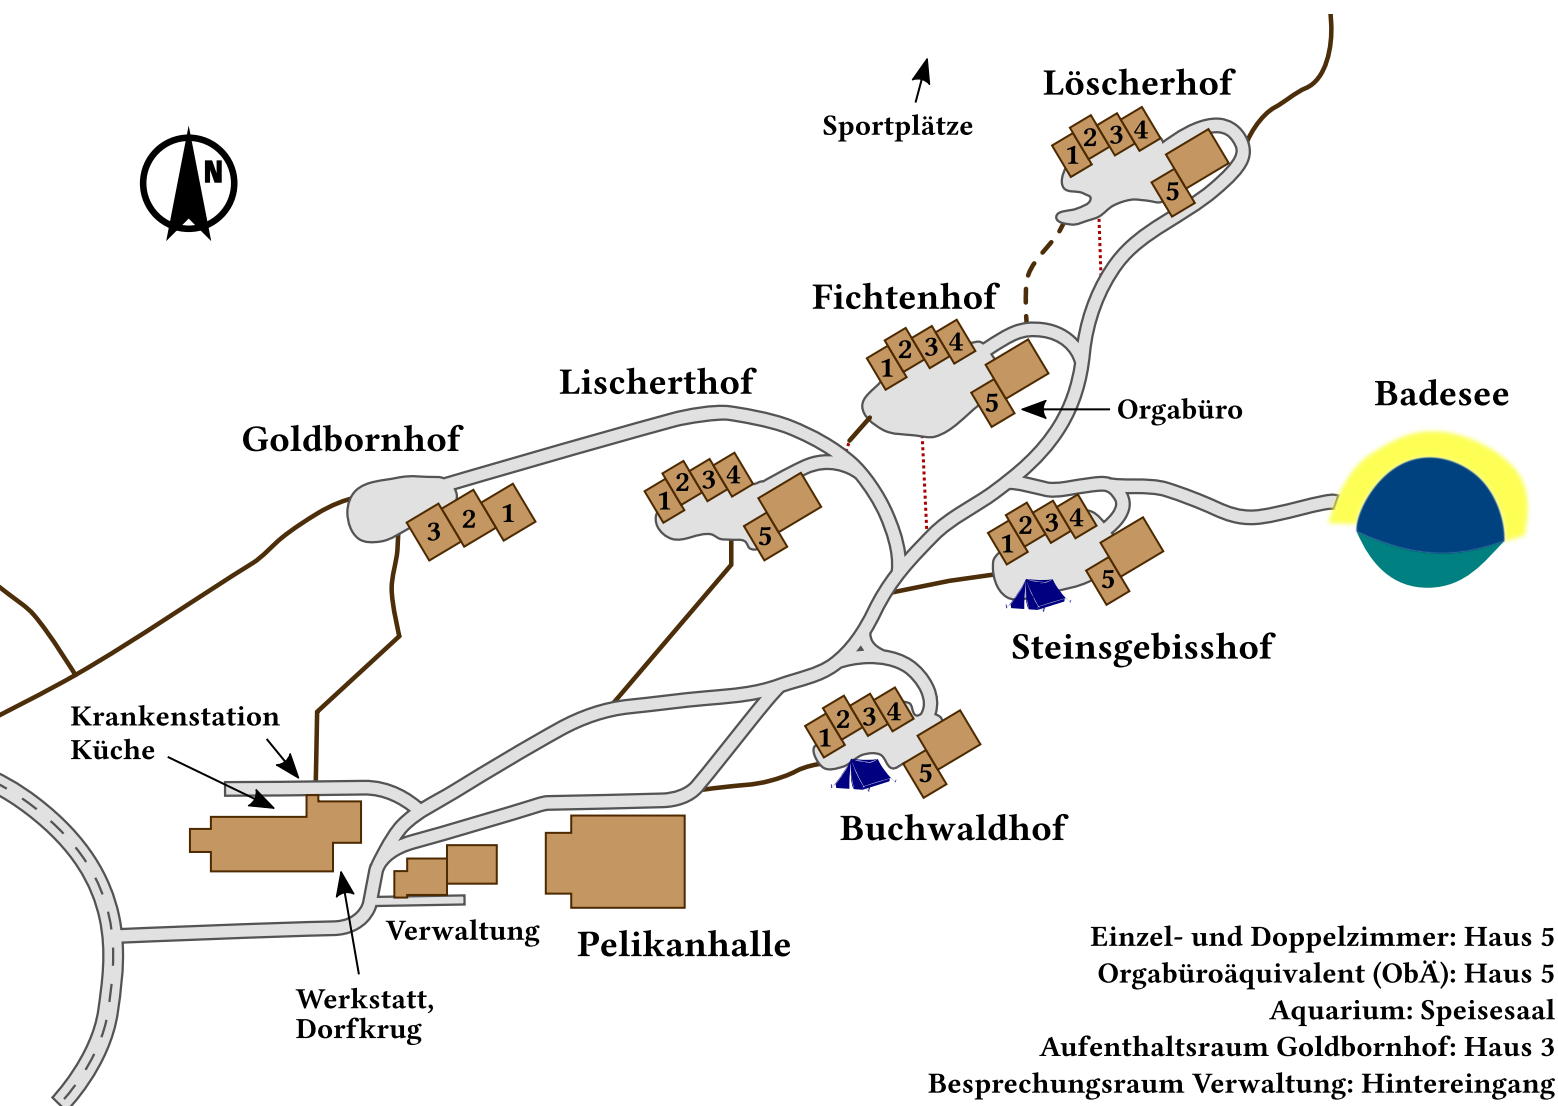 Löscherhof
Sportplätze
N
1 2 3 4
5
Fichtenhof
1 2 3 4
5
Orgabüro
Lischerthof
1 2 3 4
5
Badesee
Goldbornhof
3 2 1
1 2 3 4
5
Steinsgebisshof
Krankenstation
Küche
1 2 3 4
5
Buchwaldhof
Verwaltung
Pelikanhalle
Werkstatt,
Dorfkrug
Einzel- und Doppelzimmer: Haus 5
Orgabüroäquivalent (ObÄ): Haus 5
Aquarium: Speisesaal
Aufenthaltsraum Goldbornhof: Haus 3
Besprechungsraum Verwaltung: Hintereingang